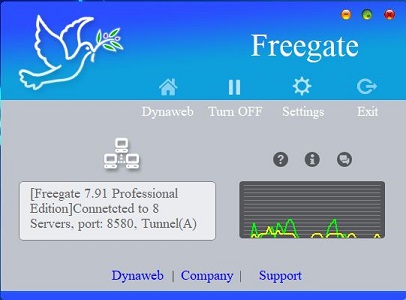 Freegate
Dynaweb Turn OFF Settings Exit
[Freegate 7.91 Professional
Edition]Connetcted to 8
Servers, port: 8580, Tunnel(A)
Dynaweb | Company | Support